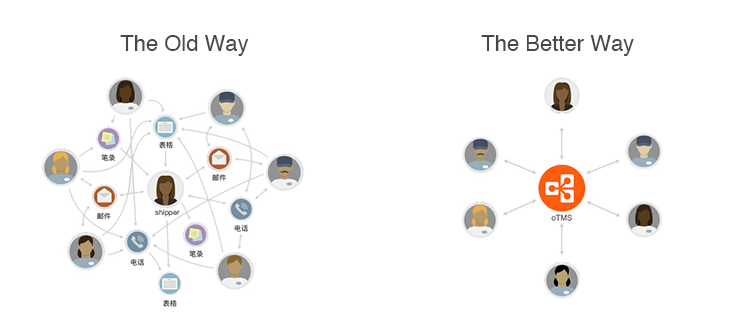 The Old Way
The Better Way
表格
笔录
邮件
邮件
shipper
电话
笔录
电话
表格
oTMS